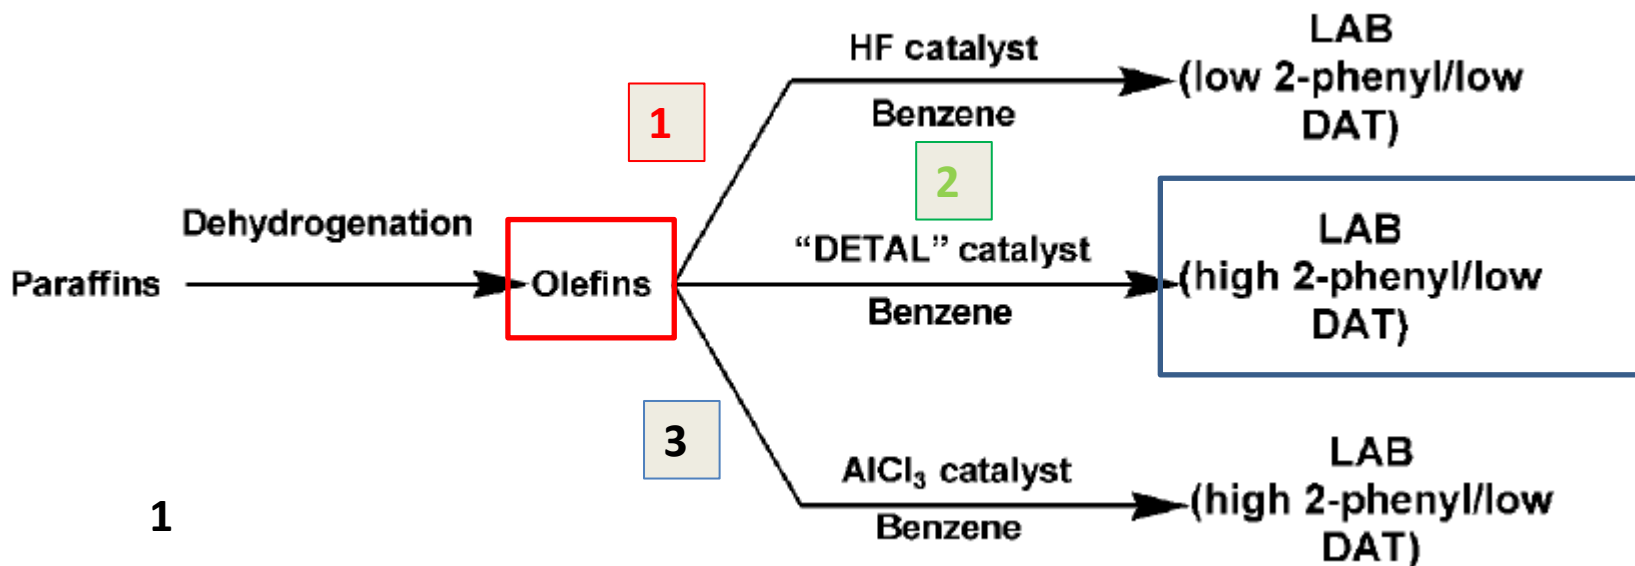 HF catalyst
Benzene
LAB
(low 2-phenyl/low
DAT)
1
2
Dehydrogenation
Paraffins
Olefins
“DETAL” catalyst
Benzene
LAB
(high 2-phenyl/low
DAT)
3
AlCl₃ catalyst
Benzene
LAB
(high 2-phenyl/low
DAT)
1